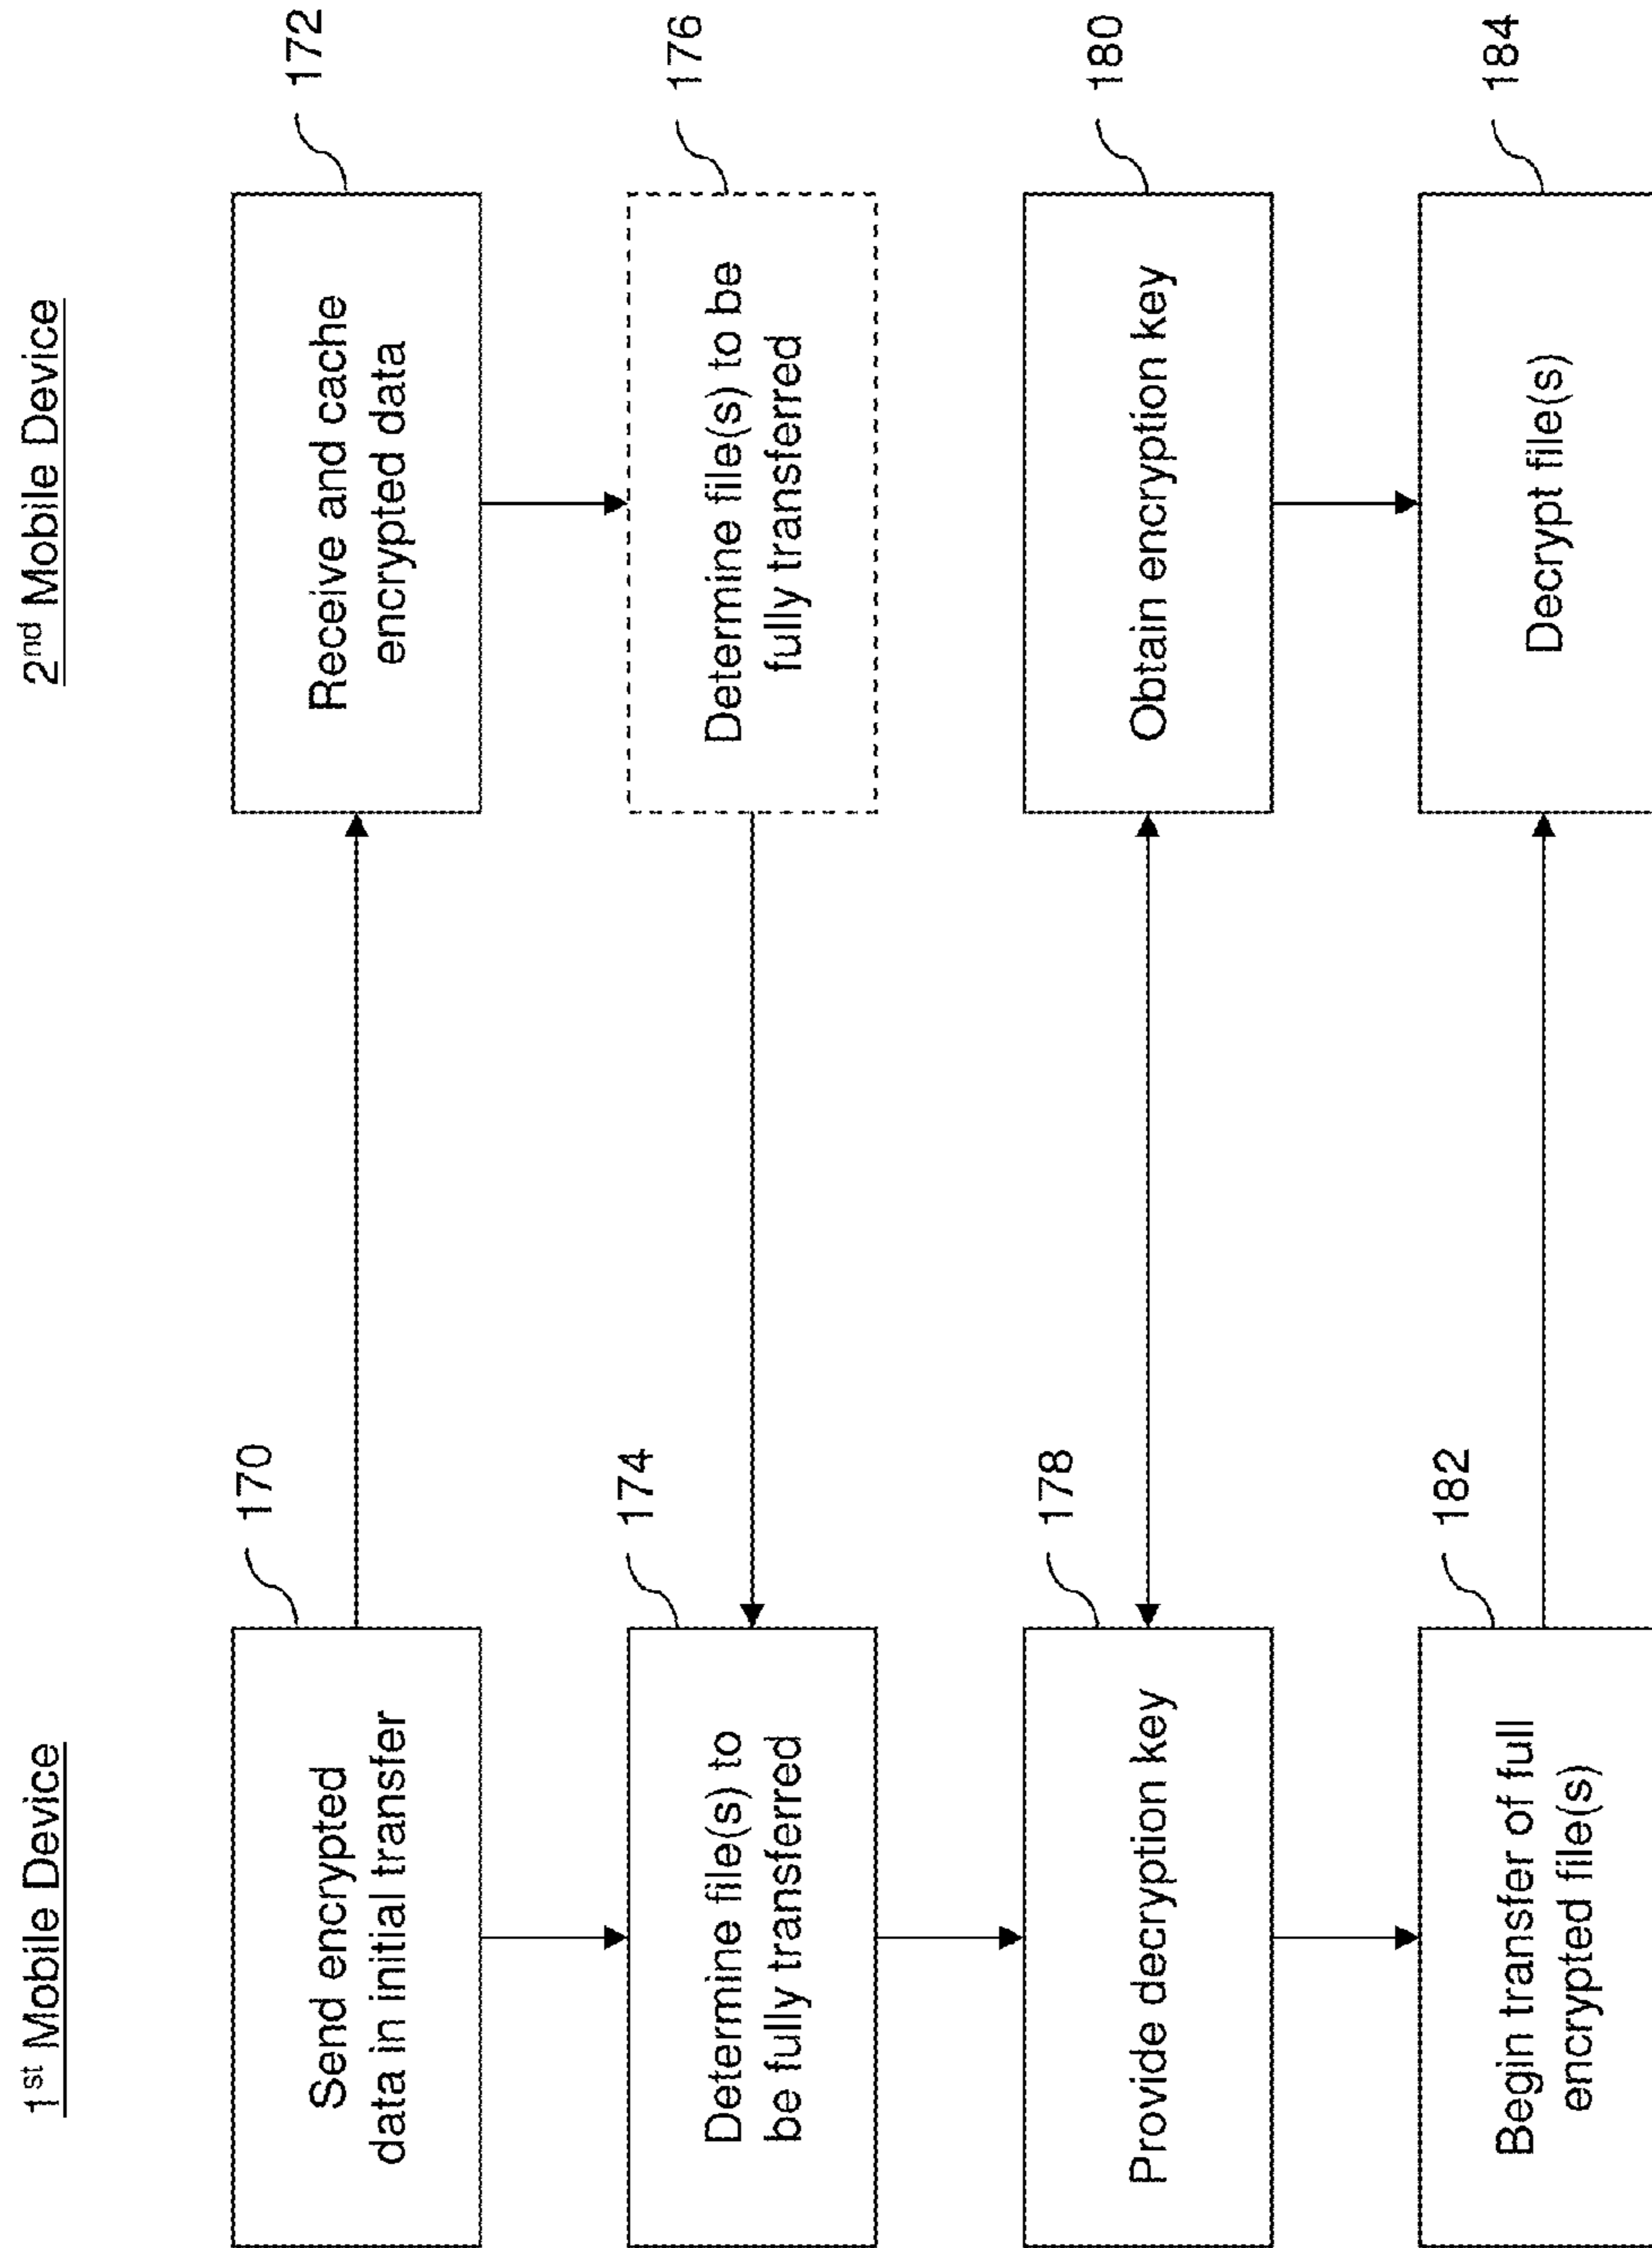 1st Mobile Device
2nd Mobile Device
170
Send encrypted
data in initial transfer
172
Receive and cache
encrypted data
174
Determine file(s) to
be fully transferred
176
Determine file(s) to be
fully transferred
178
Provide decryption key
180
Obtain encryption key
182
Begin transfer of full
encrypted file(s)
184
Decrypt file(s)